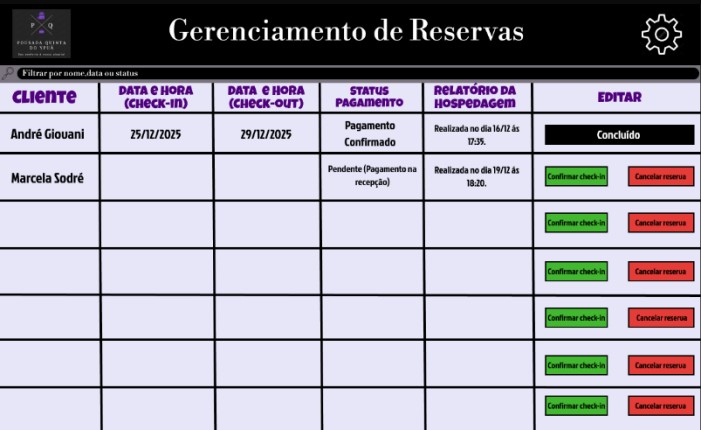 P Q
POUSADA QUINTA
DO YPUÃ
Gerenciamento de Reservas
Filtrar por nome,data ou status
CLIENTE
DATA E HORA
(CHECK-IN)
DATA E HORA
(CHECK-OUT)
STATUS
PAGAMENTO
RELATÓRIO DA
HOSPEDAGEM
EDITAR
André Giouani
25/12/2025
29/12/2025
Pagamento
Confirmado
Realizada no dia 16/12 ás
17:35.
Concluído
Marcela Sodré
Pendente (Pagamento na
recepção)
Realizada no dia 19/12 ás
18:20.
Confirmar check-in
Cancelar reserva
Confirmar check-in
Cancelar reserva
Confirmar check-in
Cancelar reserva
Confirmar check-in
Cancelar reserva
Confirmar check-in
Cancelar reserva
Confirmar check-in
Cancelar reserva